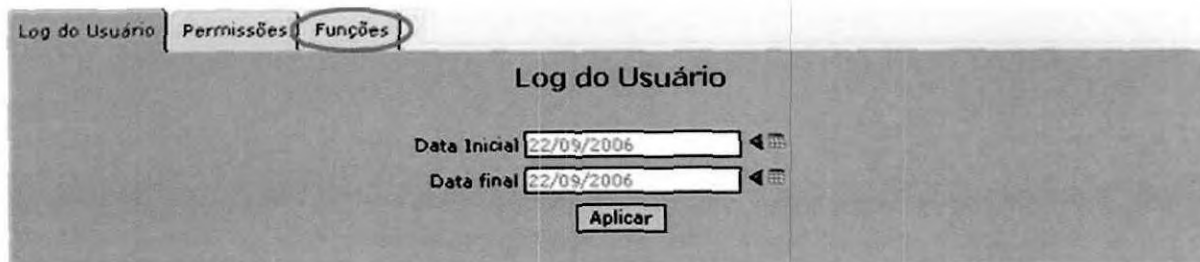 Log do Usuário Permissões Funções
Log do Usuário
Data Inicial 22/09/2006
Data final 22/09/2006
Aplicar